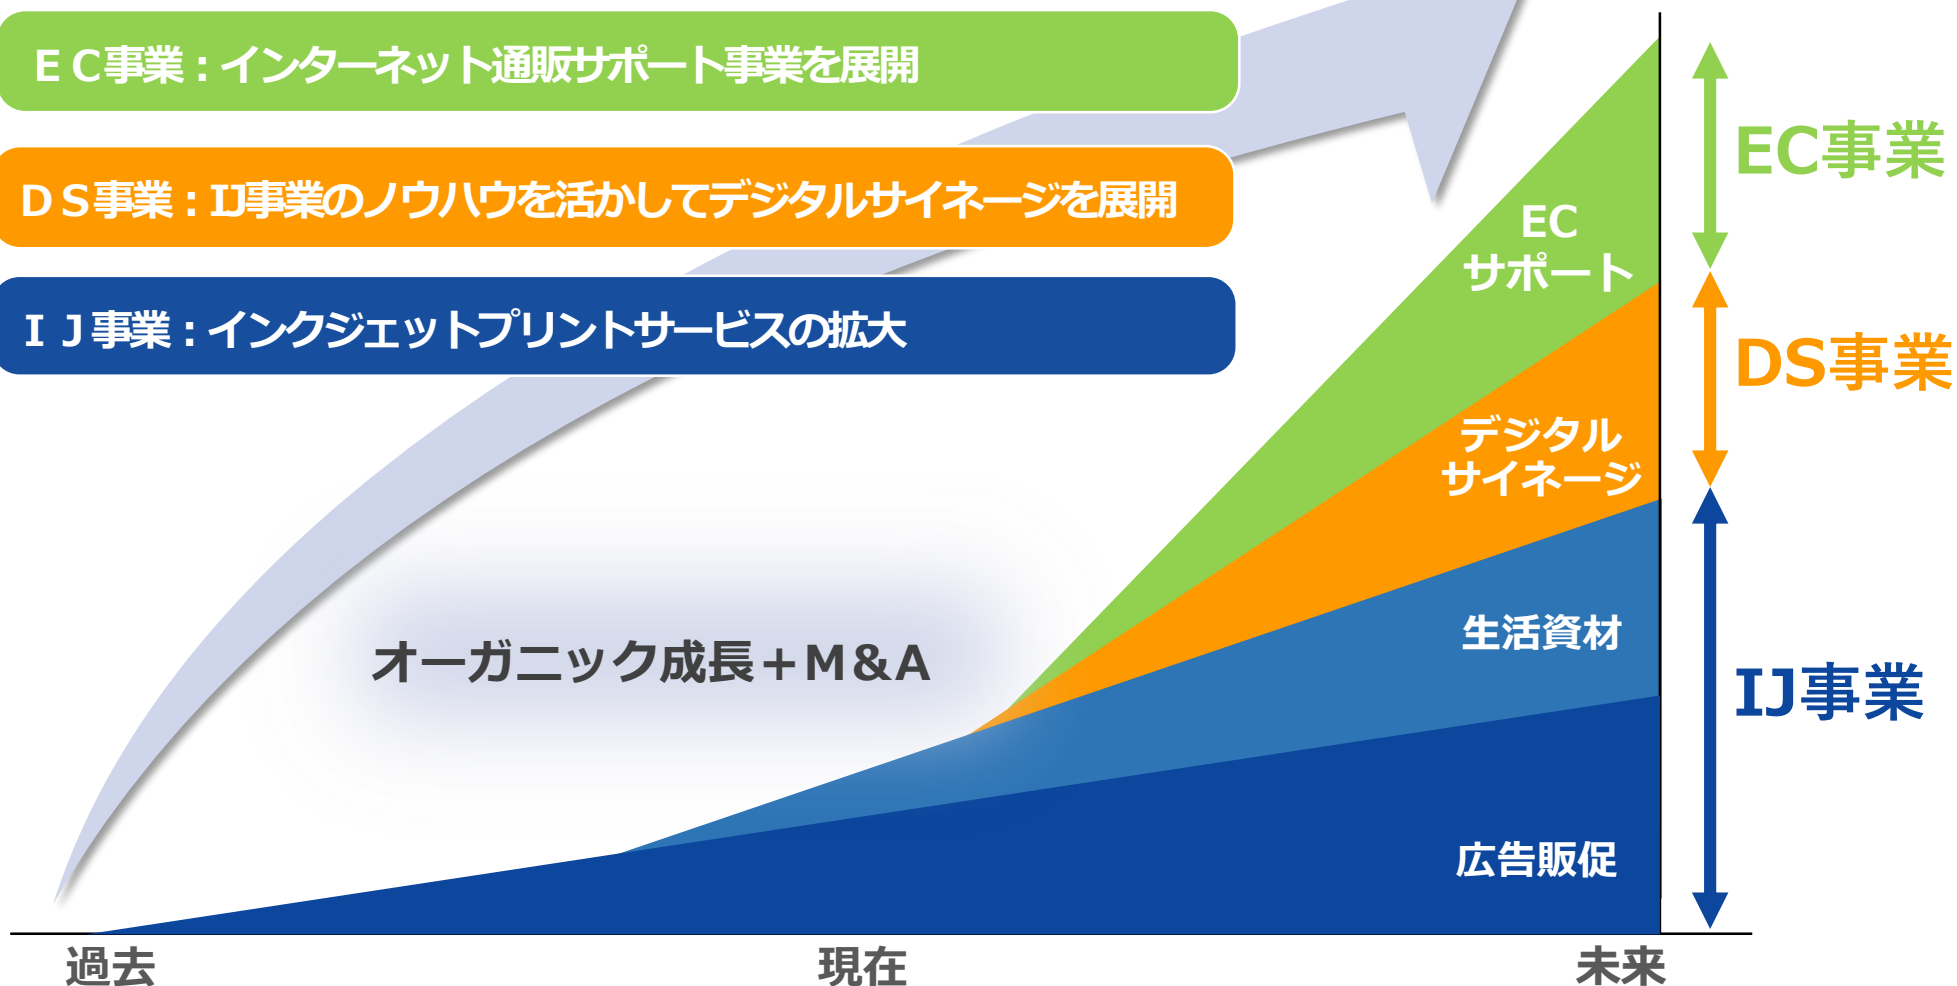 ＥＣ事業：インターネット通販サポート事業を展開
ＤＳ事業：IJ事業のノウハウを活かしてデジタルサイネージを展開
ＩＪ事業：インクジェットプリントサービスの拡大
EC事業
EC
サポート
DS事業
デジタル
サイネージ
生活資材
オーガニック成長＋M&A
IJ事業
広告販促
過去
現在
未来